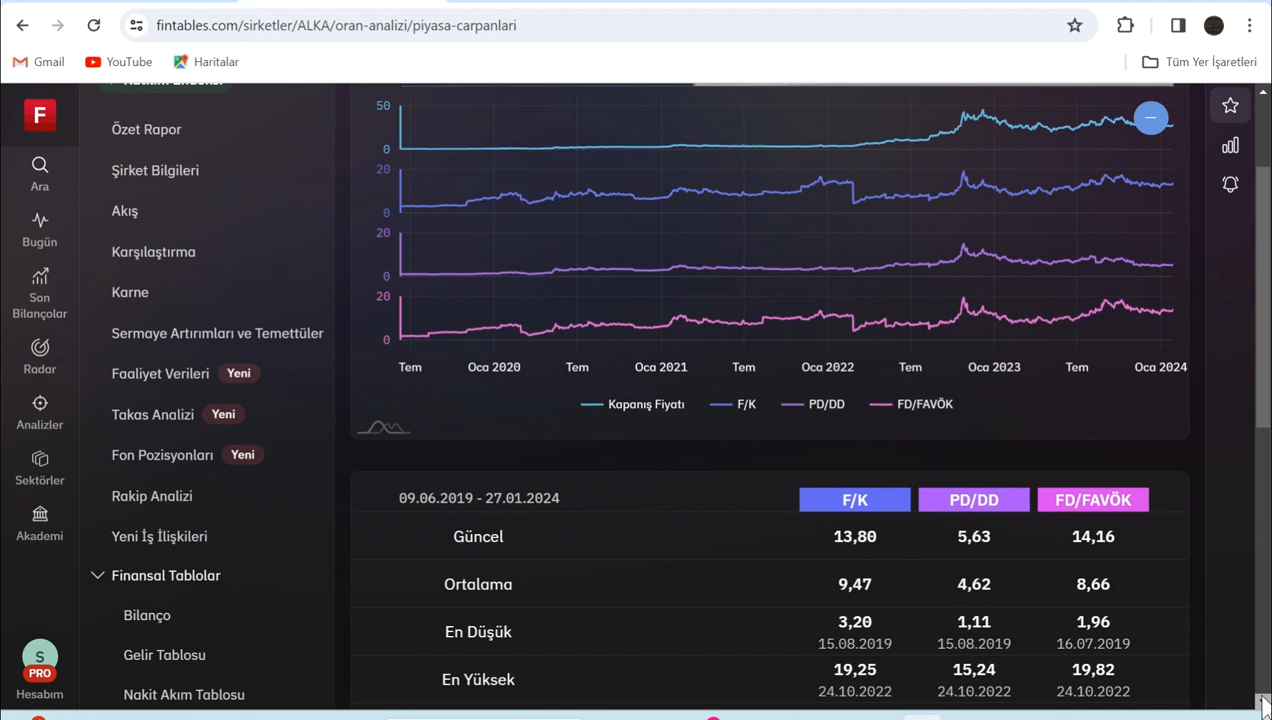 fintables.com/sirketler/ALKA/oran-analizi/piyasa-carpanlari
Gmail
YouTube
Haritalar
Tüm Yer İşaretleri
F
Ara
Bugün
Son
Bilançolar
Radar
Analizler
Sektörler
Akademi
S
PRO
Hesabım
Katılım Endeksi
Özet Rapor
Şirket Bilgileri
Akış
Karşılaştırma
Karne
Sermaye Artırımları ve Temettüler
Faaliyet Verileri Yeni
Takas Analizi Yeni
Fon Pozisyonları Yeni
Rakip Analizi
Yeni İş İlişkileri
Finansal Tablolar
Bilanço
Gelir Tablosu
Nakit Akım Tablosu
50
0
20
0
20
0
20
0
Tem Oca 2020 Tem Oca 2021 Tem Oca 2022 Tem Oca 2023 Tem Oca 2024
Kapanış Fiyatı F/K PD/DD FD/FAVÖK
09.06.2019 - 27.01.2024 F/K PD/DD FD/FAVÖK
Güncel 13,80 5,63 14,16
Ortalama 9,47 4,62 8,66
En Düşük 3,20 1,11 1,96
15.08.2019 15.08.2019 16.07.2019
En Yüksek 19,25 15,24 19,82
24.10.2022 24.10.2022 24.10.2022